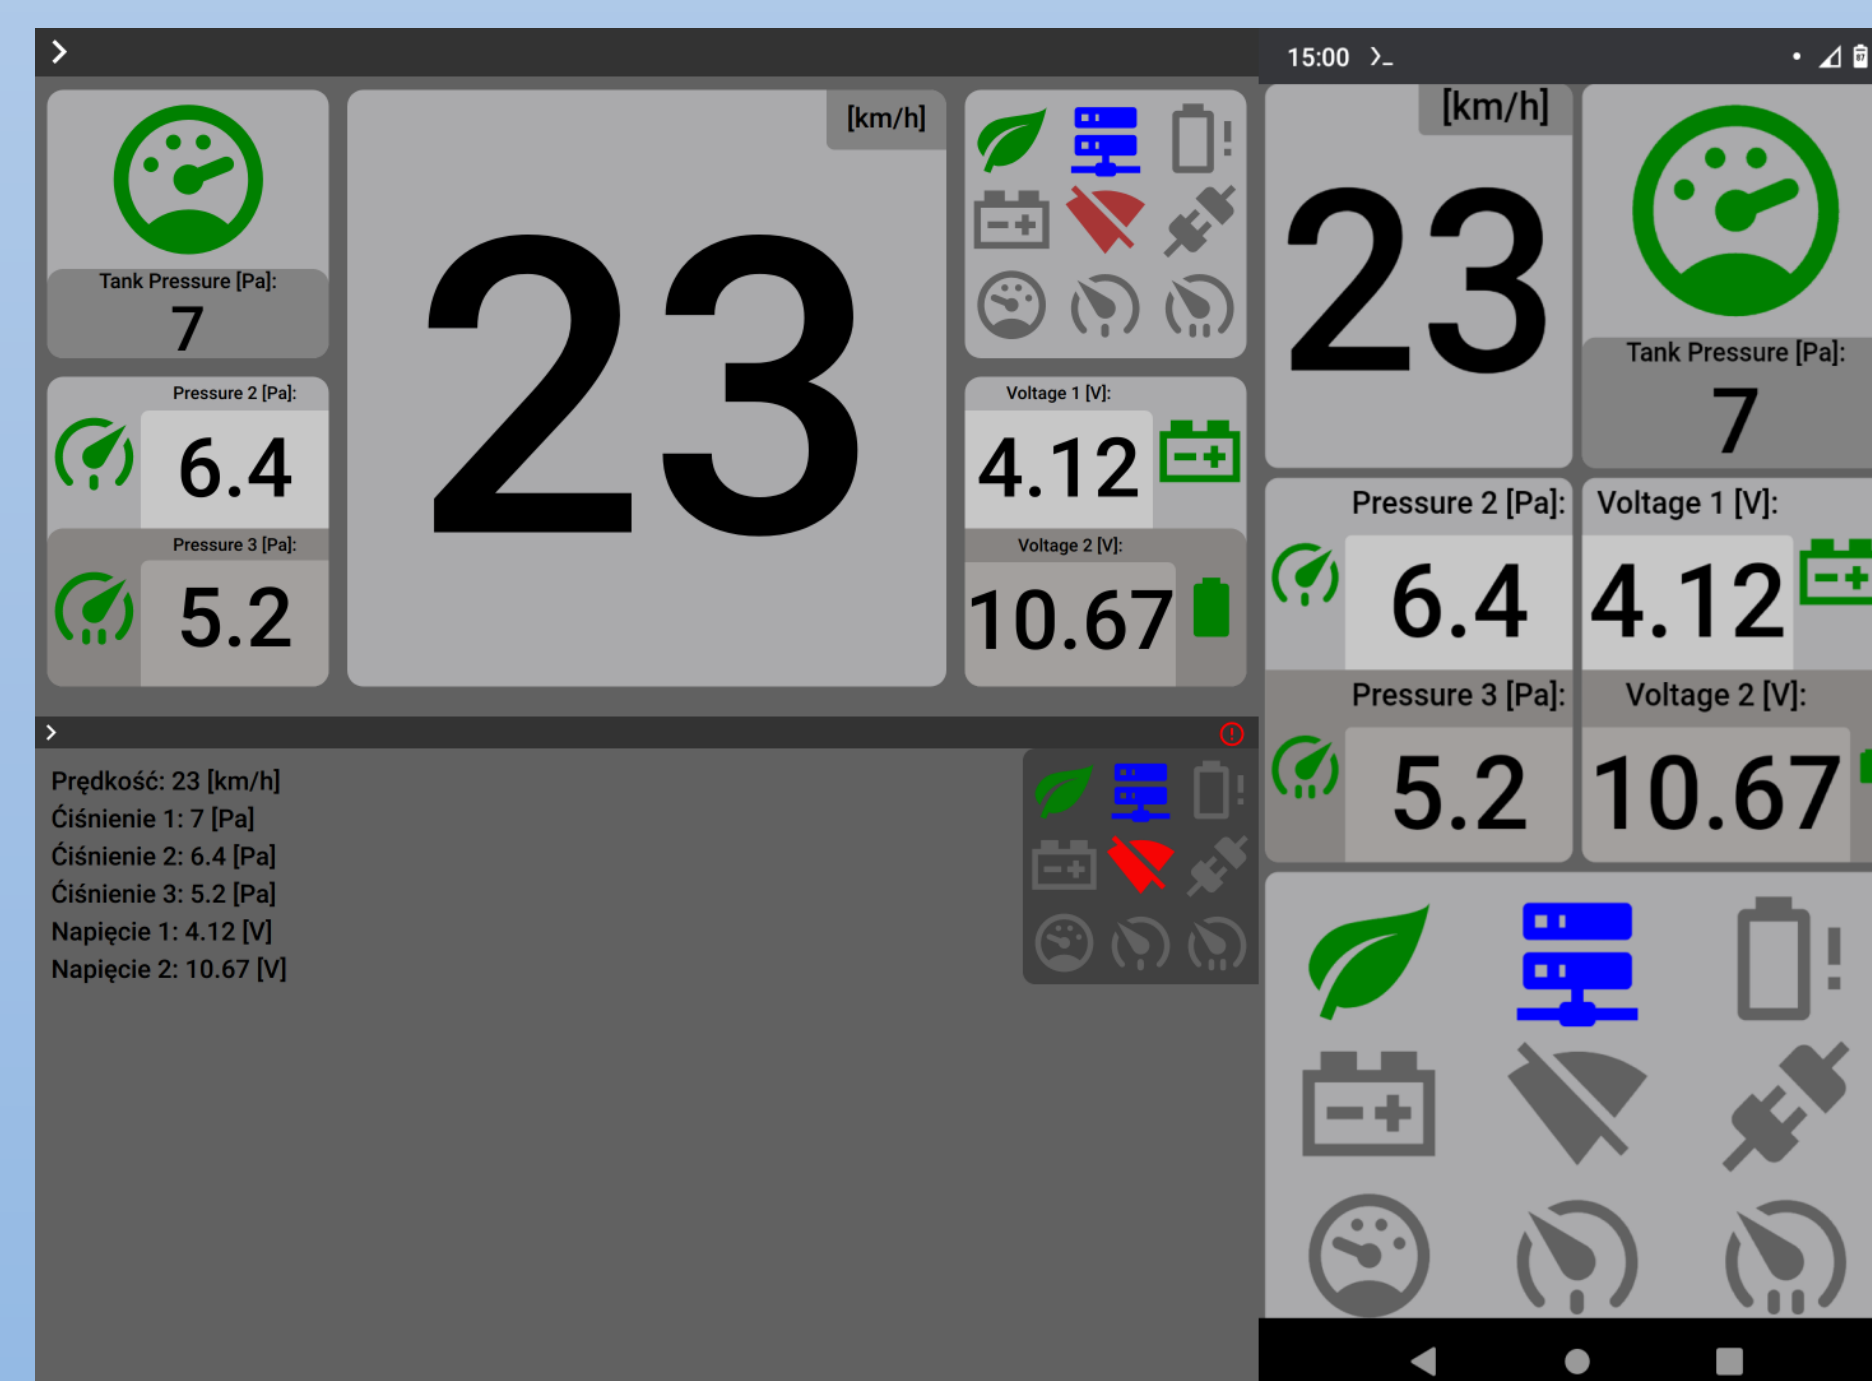 [km/h]
Tank Pressure [Pa]:
7
23
Pressure 2 [Pa]:
6.4
Pressure 3 [Pa]:
5.2
Voltage 1 [V]:
4.12
Voltage 2 [V]:
10.67
Prędkość: 23 [km/h]
Ćiśnienie 1: 7 [Pa]
Ćiśnienie 2: 6.4 [Pa]
Ćiśnienie 3: 5.2 [Pa]
Napięcie 1: 4.12 [V]
Napięcie 2: 10.67 [V]
15:00
[km/h]
23
Tank Pressure [Pa]:
7
Pressure 2 [Pa]:
6.4
Voltage 1 [V]:
4.12
Pressure 3 [Pa]:
5.2
Voltage 2 [V]:
10.67